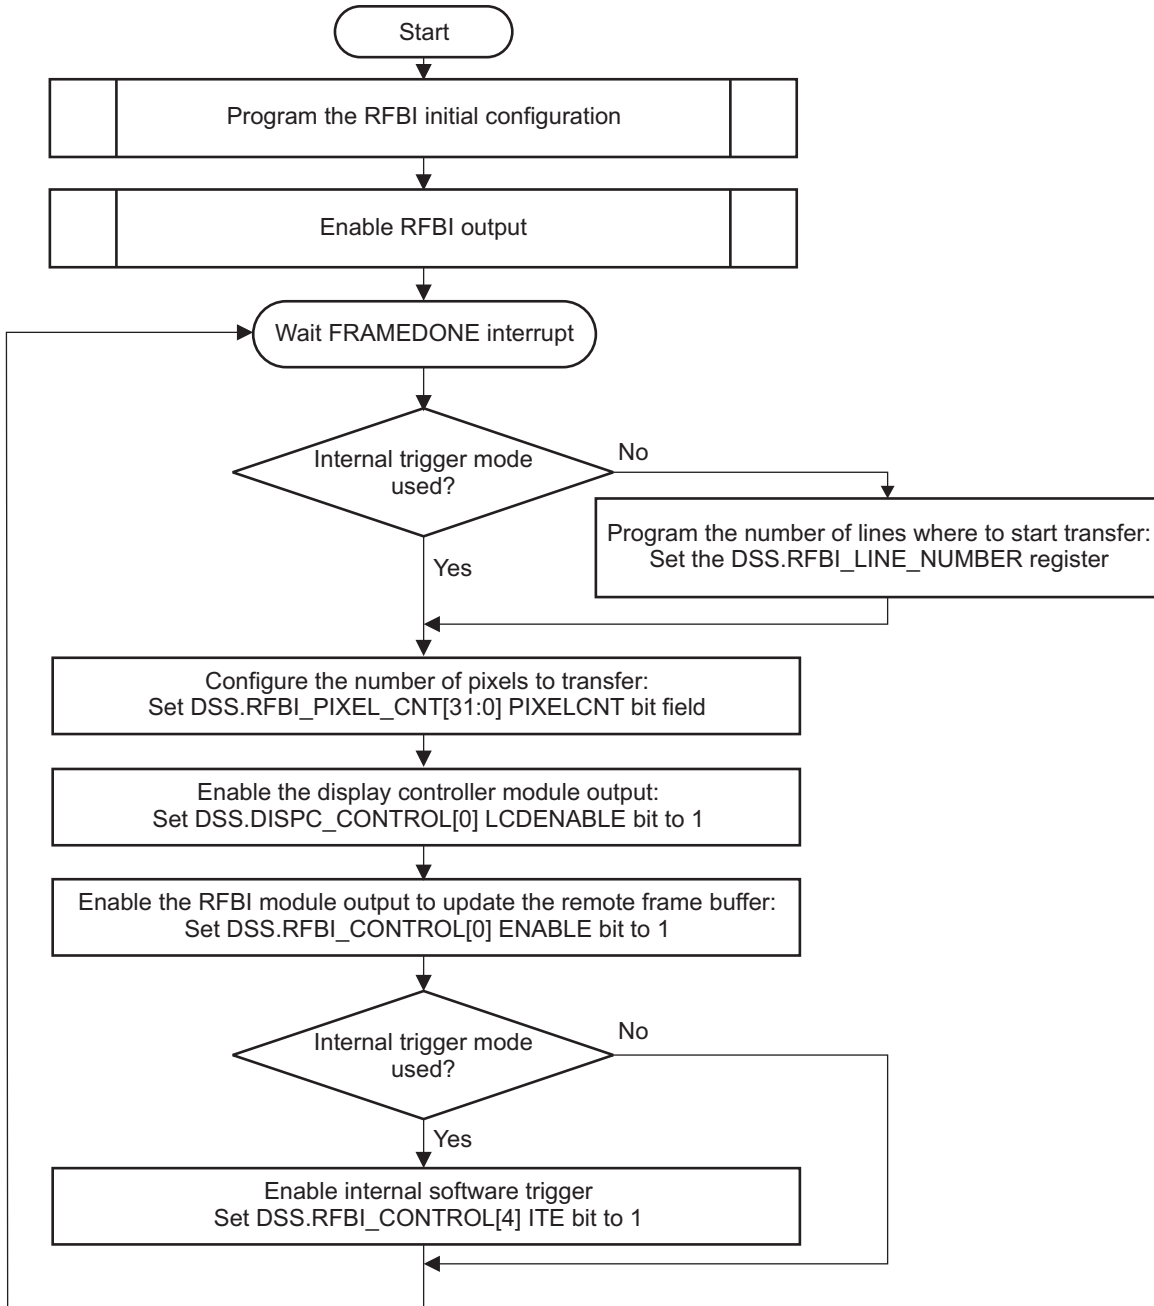 Start
Program the RFBI initial configuration
Enable RFBI output
Wait FRAMEDONE interrupt
Internal trigger mode
used?
No
Program the number of lines where to start transfer:
Set the DSS.RFBI_LINE_NUMBER register
Yes
Configure the number of pixels to transfer:
Set DSS.RFBI_PIXEL_CNT[31:0] PIXELCNT bit field
Enable the display controller module output:
Set DSS.DISPC_CONTROL[0] LCDENABLE bit to 1
Enable the RFBI module output to update the remote frame buffer:
Set DSS.RFBI_CONTROL[0] ENABLE bit to 1
Internal trigger mode
used?
No
Yes
Enable internal software trigger
Set DSS.RFBI_CONTROL[4] ITE bit to 1